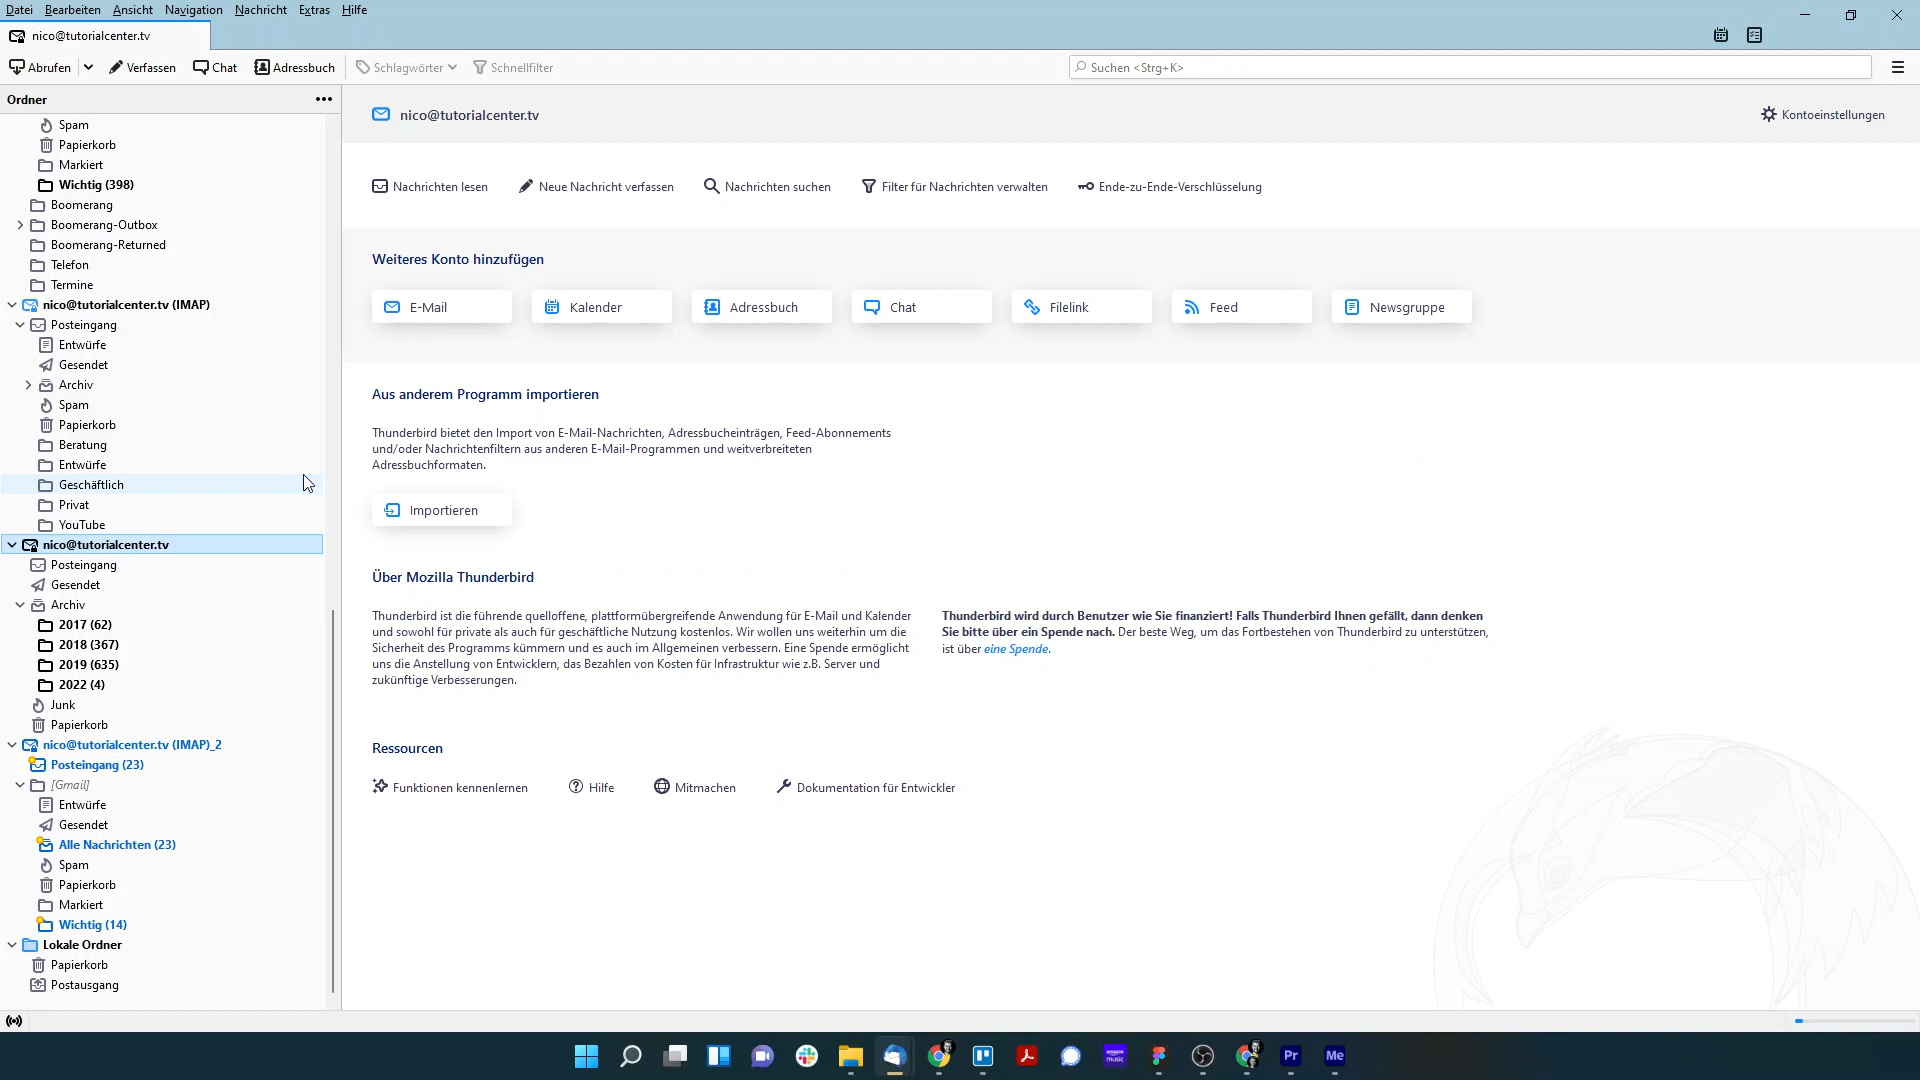 Datei Bearbeiten Ansicht Navigation Nachricht Extras Hilfe
nico@tutorialcenter.tv
Abrufen Verfassen Chat Adressbuch Schlagwörter Schnellfilter Suchen <Strg+K>
Ordner
Spam
Papierkorb
Markiert
Wichtig (398)
Boomerang
Boomerang-Outbox
Boomerang-Returned
Telefon
Termine
nico@tutorialcenter.tv (IMAP)
Posteingang
Entwürfe
Gesendet
Archiv
Spam
Papierkorb
Beratung
Entwürfe
Geschäftlich
Privat
YouTube
nico@tutorialcenter.tv
Posteingang
Gesendet
Archiv
2017 (62)
2018 (367)
2019 (635)
2022 (4)
Junk
Papierkorb
nico@tutorialcenter.tv (IMAP)_2
Posteingang (23)
[Gmail]
Entwürfe
Gesendet
Alle Nachrichten (23)
Spam
Papierkorb
Markiert
Wichtig (14)
Lokale Ordner
Papierkorb
Postausgang
nico@tutorialcenter.tv Kontoeinstellungen
Nachrichten lesen Neue Nachricht verfassen Nachrichten suchen Filter für Nachrichten verwalten Ende-zu-Ende-Verschlüsselung
Weiteres Konto hinzufügen
E-Mail Kalender Adressbuch Chat Filelink Feed Newsgruppe
Aus anderem Programm importieren
Thunderbird bietet den Import von E-Mail-Nachrichten, Adressbucheinträgen, Feed-Abonnements
und/oder Nachrichtenfiltern aus anderen E-Mail-Programmen und weitverbreiteten
Adressbuchformaten.
Importieren
Über Mozilla Thunderbird
Thunderbird ist die führende quelloffene, plattformübergreifende Anwendung für E-Mail und Kalender
und sowohl für private als auch für geschäftliche Nutzung kostenlos. Wir wollen uns weiterhin um die
Sicherheit des Programms kümmern und es auch im Allgemeinen verbessern. Eine Spende ermöglicht
uns die Anstellung von Entwicklern, das Bezahlen von Kosten für Infrastruktur wie z.B. Server und
zukünftige Verbesserungen.
Thunderbird wird durch Benutzer wie Sie finanziert! Falls Thunderbird Ihnen gefällt, dann denken
Sie bitte über ein Spende nach. Der beste Weg, um das Fortbestehen von Thunderbird zu unterstützen,
ist über eine Spende.
Ressourcen
Funktionen kennenlernen Hilfe Mitmachen Dokumentation für Entwickler
amazon music Pr Me